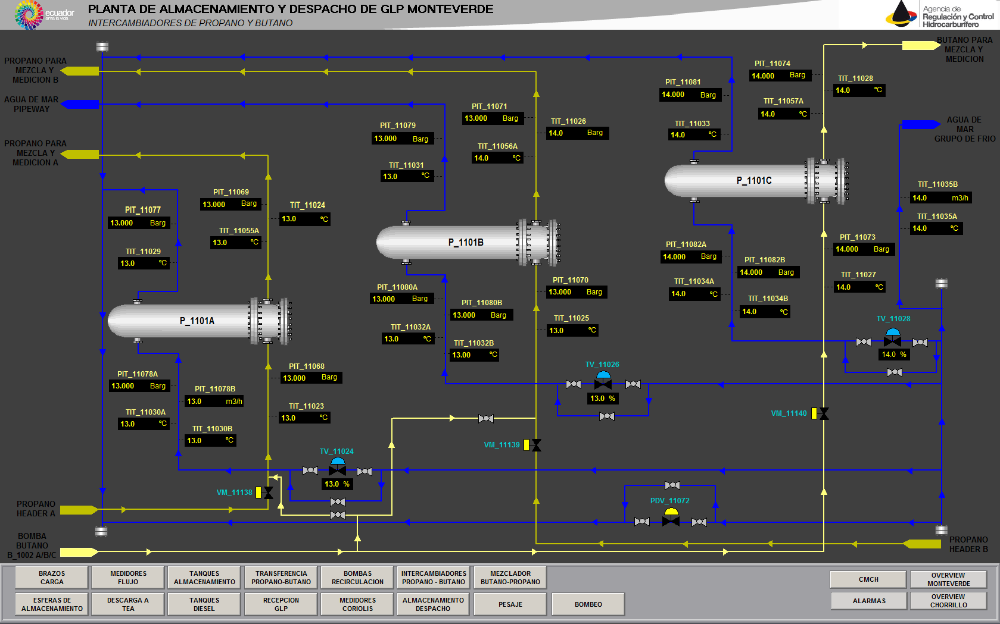 ecuador
ama la vida
PLANTA DE ALMACENAMIENTO Y DESPACHO DE GLP MONTEVERDE
INTERCAMBIADORES DE PROPANO Y BUTANO
Agencia de
Regulación y Control
Hidrocarburífero
BUTANO PARA
MEZCLA Y
MEDICION
PROPANO PARA
MEZCLA Y
MEDICION B
AGUA DE MAR
PIPEWAY
PROPANO PARA
MEZCLA Y
MEDICION A
AGUA DE
MAR
GRUPO DE FRIO
PIT_11074
14.000 Barg
TIT_11028
14.0 °C
PIT_11081
14.000 Barg
TIT_11057A
14.0 °C
TIT_11033
14.0 °C
PIT_11071
13.000 Barg
TIT_11026
14.0 Barg
PIT_11079
13.000 Barg
TIT_11056A
14.0 °C
TIT_11031
13.0 °C
P_1101C
TIT_11035B
14.0 m3/h
TIT_11035A
14.0 °C
PIT_11069
13.000 Barg
TIT_11024
13.0 °C
PIT_11077
13.000 Barg
TIT_11055A
13.0 °C
TIT_11029
13.0 °C
P_1101B
PIT_11073
14.000 Barg
PIT_11082A
14.000 Barg
PIT_11082B
14.000 Barg
TIT_11027
14.0 °C
TIT_11034A
14.0 °C
TIT_11034B
14.0 °C
PIT_11080A
13.000 Barg
PIT_11070
13.000 Barg
PIT_11080B
13.000 Barg
TIT_11025
13.0 °C
TIT_11032A
13.0 °C
TIT_11032B
13.00 °C
P_1101A
TV_11028
14.0 %
TV_11026
13.0 %
PIT_11068
13.000 Barg
PIT_11078A
13.000 Barg
PIT_11078B
13.0 m3/h
TIT_11023
13.0 °C
TIT_11030A
13.0 °C
TIT_11030B
13.0 °C
VM_11140
VM_11139
TV_11024
13.0 %
VM_11138
PDV_11072
PROPANO
HEADER A
BOMBA
BUTANO
B_1002 A/B/C
PROPANO
HEADER B
BRAZOS
CARGA
MEDIDORES
FLUJO
TANQUES
ALMACENAMIENTO
TRANSFERENCIA
PROPANO-BUTANO
BOMBAS
RECIRCULACION
INTERCAMBIADORES
PROPANO - BUTANO
MEZCLADOR
BUTANO-PROPANO
CMCH
OVERVIEW
MONTEVERDE
ESFERAS DE
ALMACENAMIENTO
DESCARGA A
TEA
TANQUES
DIESEL
RECEPCION
GLP
MEDIDORES
CORIOLIS
ALMACENAMIENTO
DESPACHO
PESAJE
BOMBEO
ALARMAS
OVERVIEW
CHORRILLO